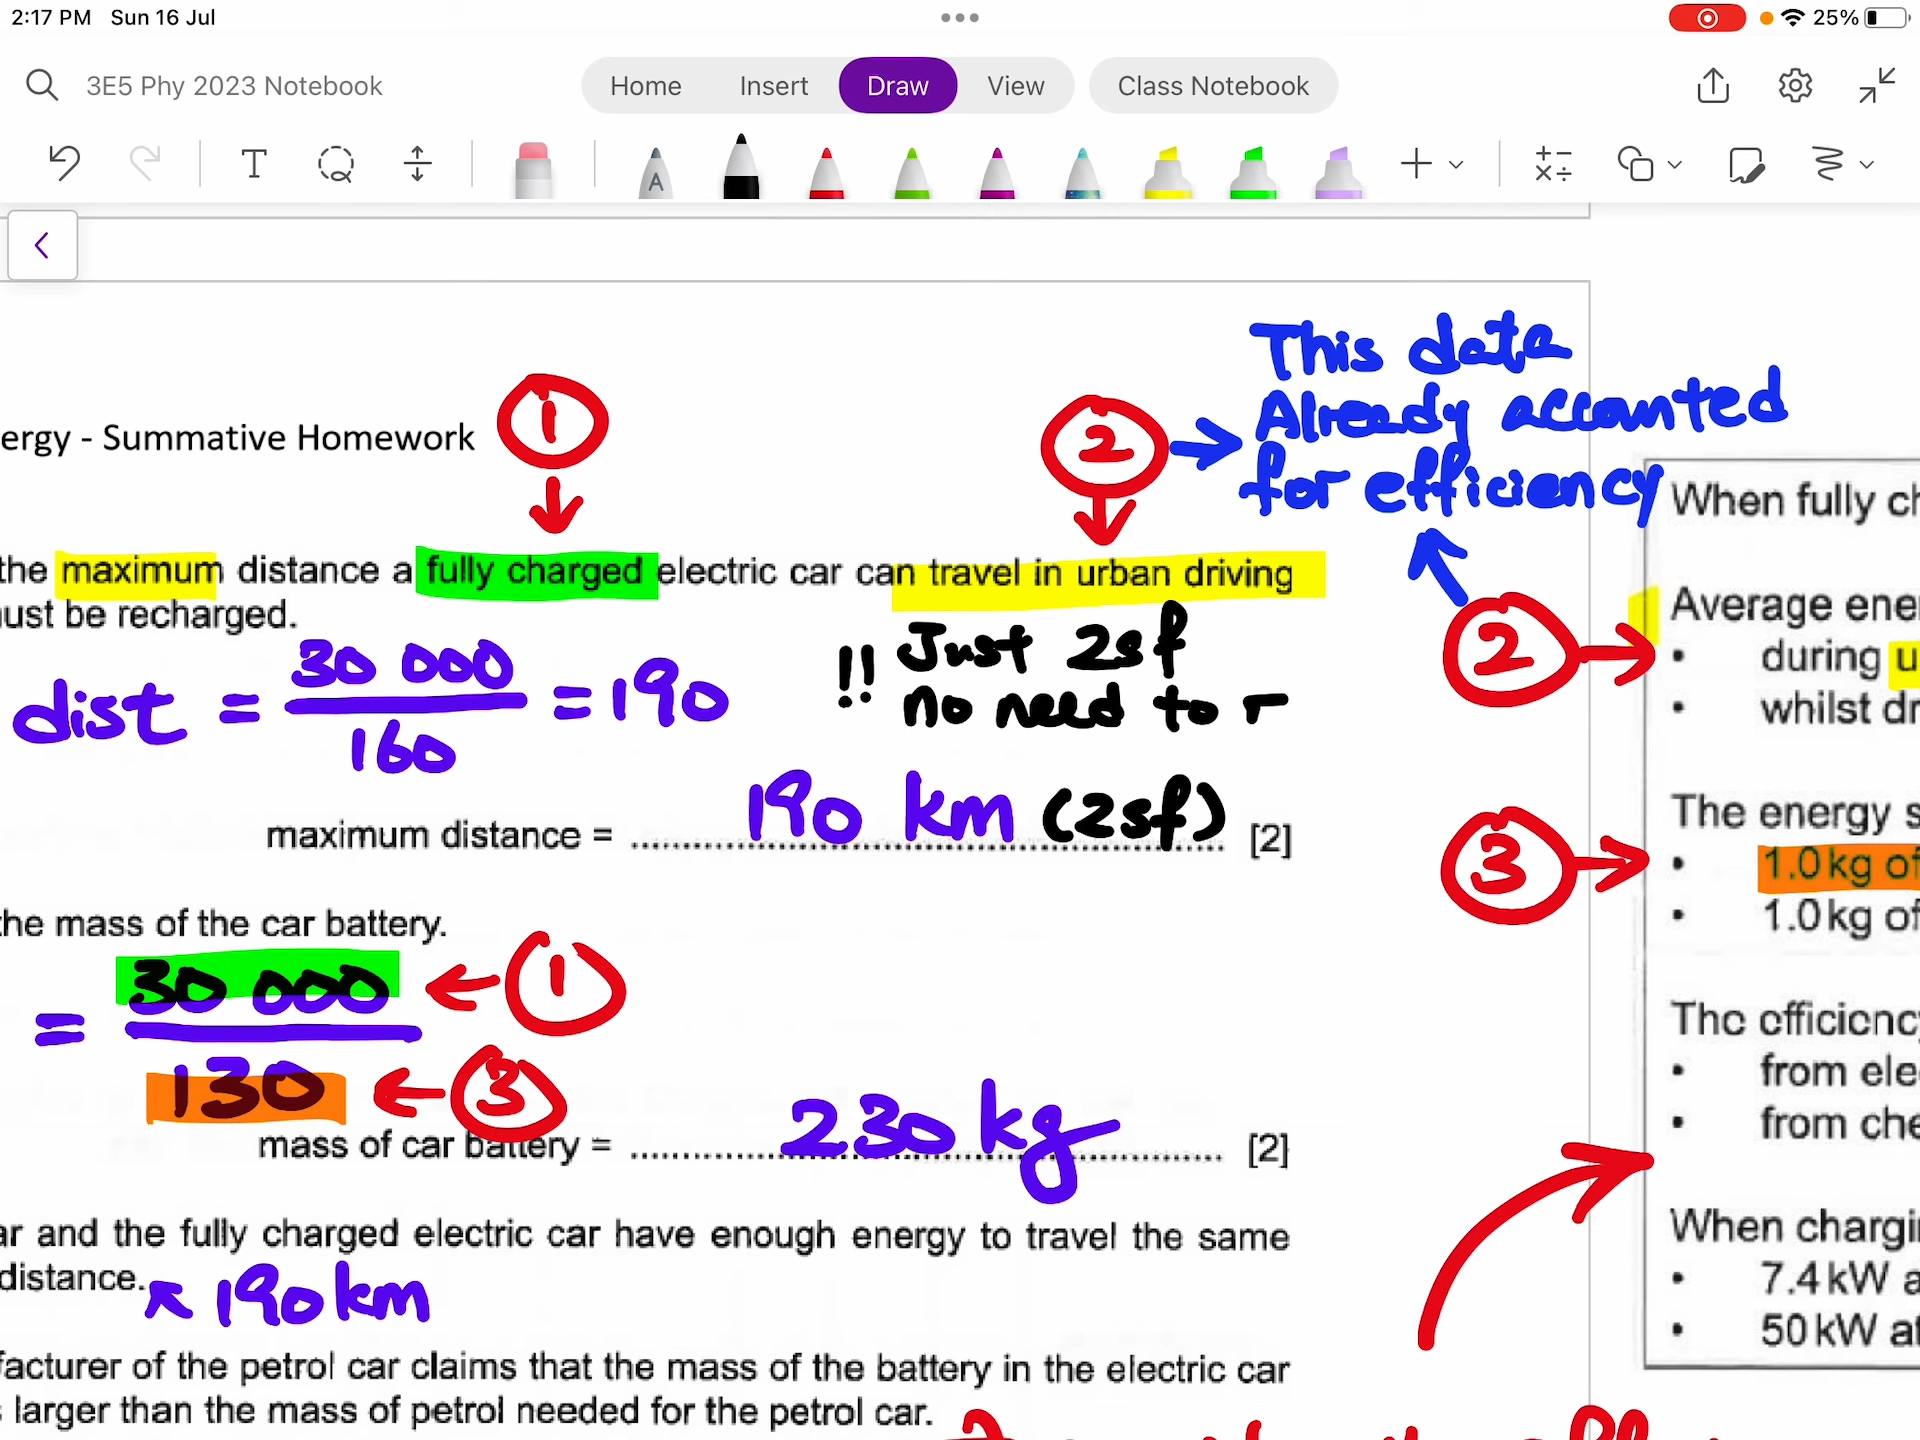 2:17 PM Sun 16 Jul
25%
3E5 Phy 2023 Notebook
Home Insert Draw View Class Notebook
T
A
ergy - Summative Homework
1
2
This data
Already accounted
for efficiency
the maximum distance a fully charged electric car can travel in urban driving
ust be recharged.
dist = 30 000 / 160 = 190
!! Just 2sf
no need to r
190 km (2sf)
maximum distance = [2]
the mass of the car battery.
= 30 000 / 130
1
3
230 kg
mass of car battery = [2]
ar and the fully charged electric car have enough energy to travel the same
distance.
190 km
facturer of the petrol car claims that the mass of the battery in the electric car
larger than the mass of petrol needed for the petrol car.
2
3
When fully ch
Average ene
• during u
• whilst dr
The energy s
• 1.0 kg of
• 1.0 kg of
The efficienc
• from ele
• from che
When chargi
• 7.4 kW a
• 50 kW af